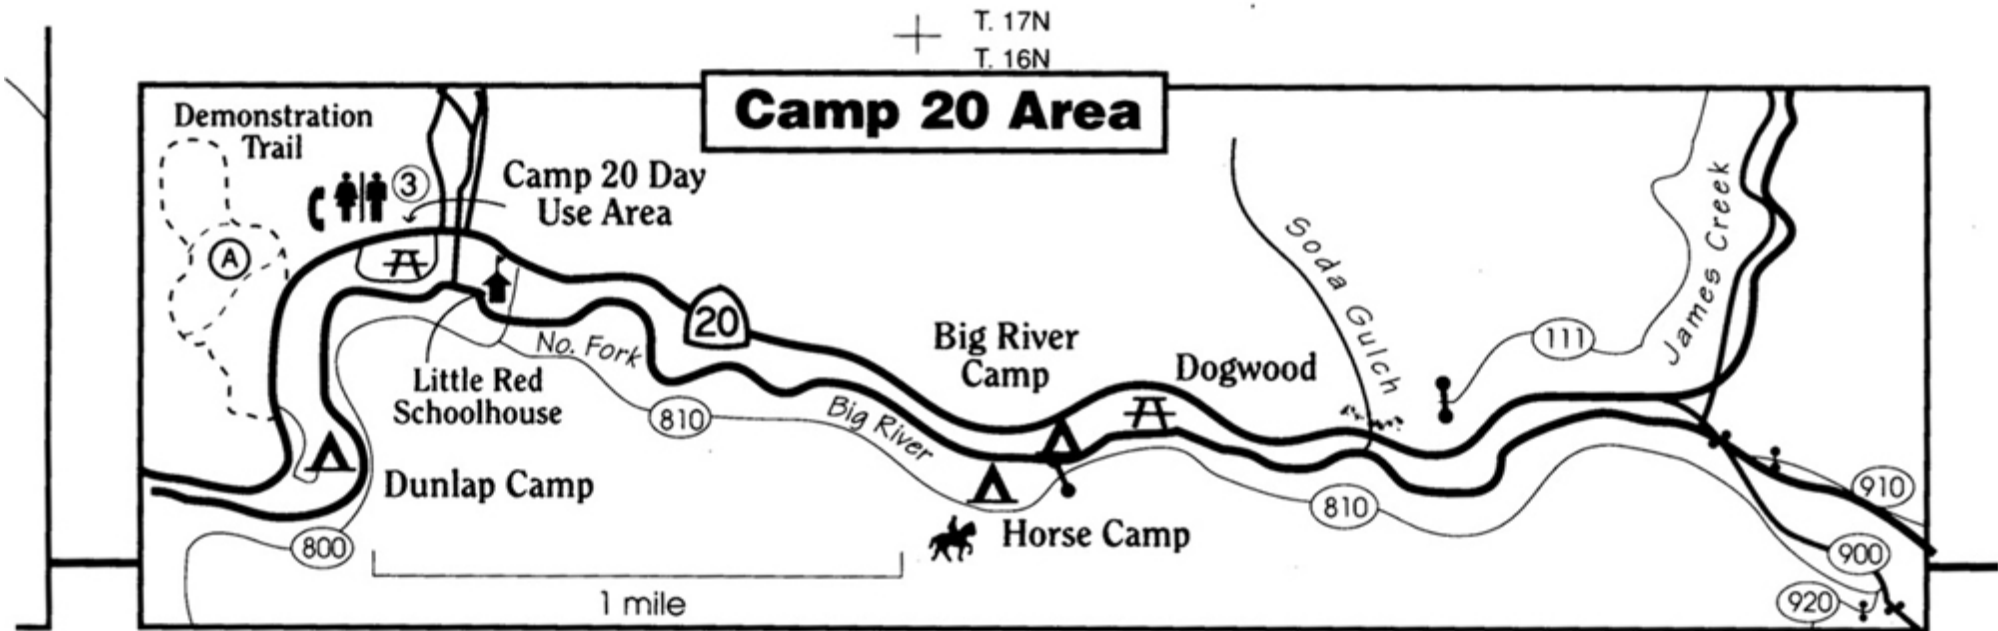 T. 17N
T. 16N
Camp 20 Area
Demonstration
Trail
3
Camp 20 Day
Use Area
A
20
Soda Gulch
James Creek
111
No. Fork
Big River
Camp
Dogwood
Little Red
Schoolhouse
810
Big River
Dunlap Camp
910
810
Horse Camp
800
900
1 mile
920